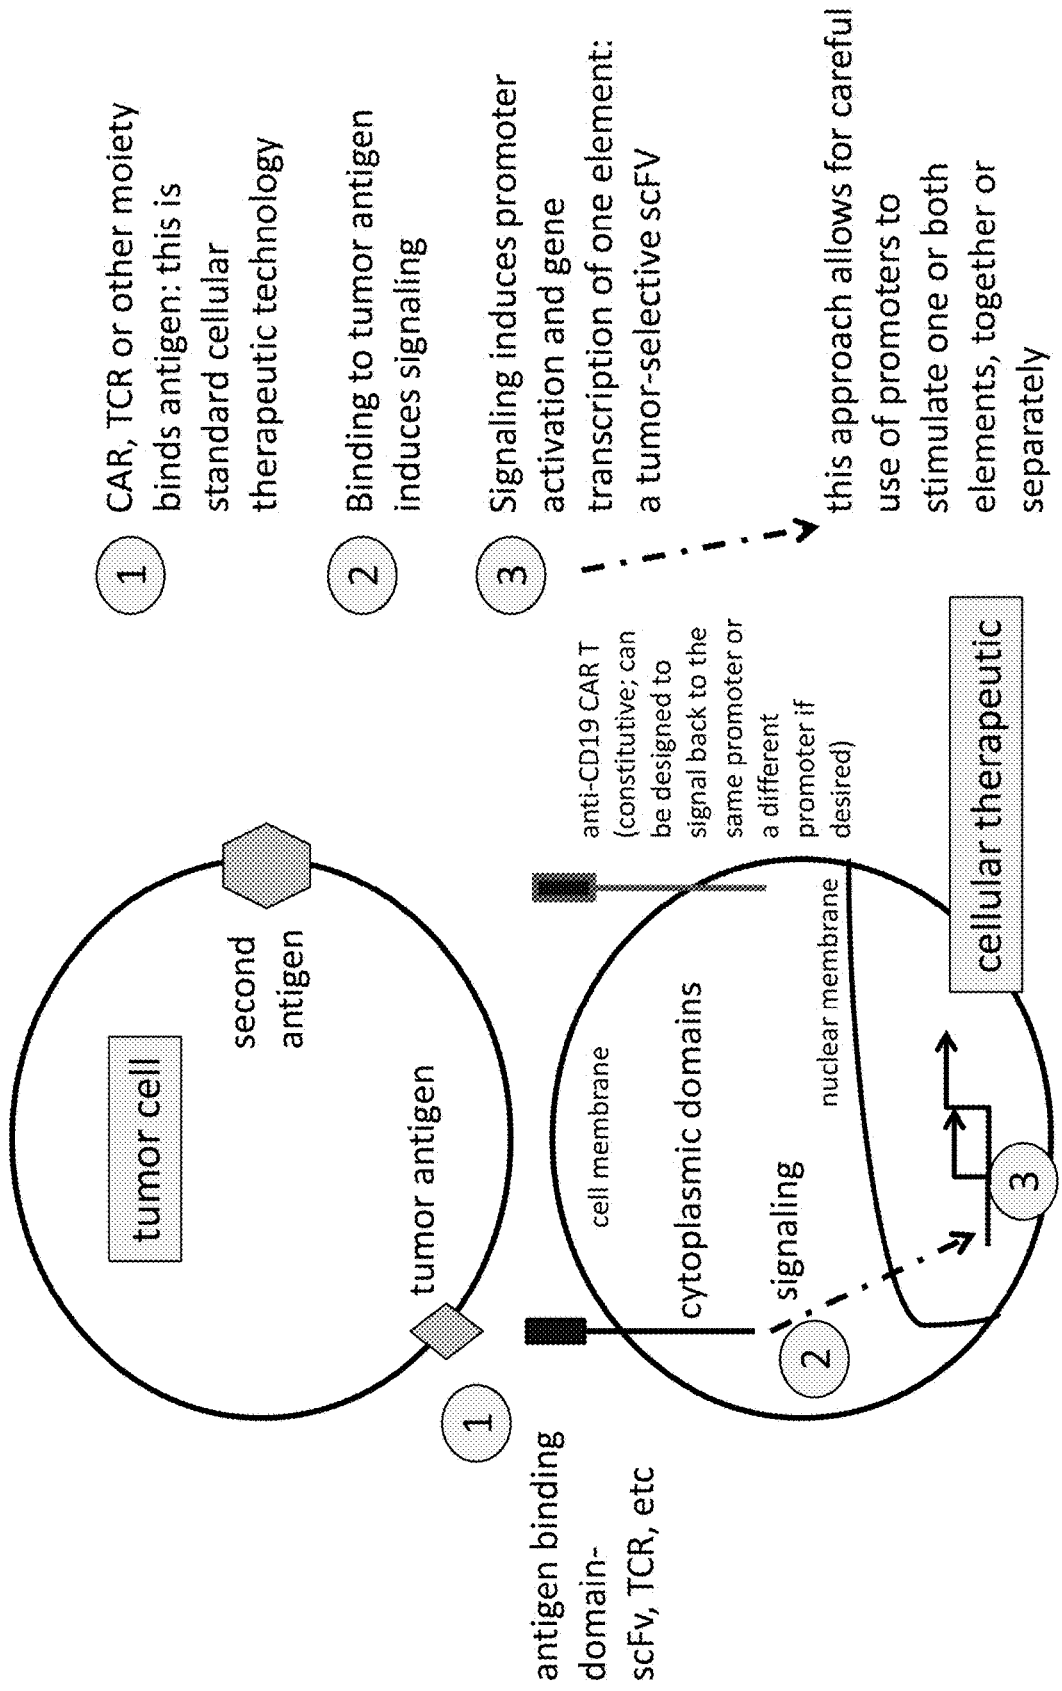 tumor cell
second
antigen
tumor antigen
1
antigen binding
domain-
scFv, TCR, etc
cell membrane
cytoplasmic domains
signaling
2
nuclear membrane
3
cellular therapeutic
anti-CD19 CAR T
(constitutive; can
be designed to
signal back to the
same promoter or
a different
promoter if
desired)
1
CAR, TCR or other moiety
binds antigen: this is
standard cellular
therapeutic technology
2
Binding to tumor antigen
induces signaling
3
Signaling induces promoter
activation and gene
transcription of one element:
a tumor-selective scFV
this approach allows for careful
use of promoters to
stimulate one or both
elements, together or
separately